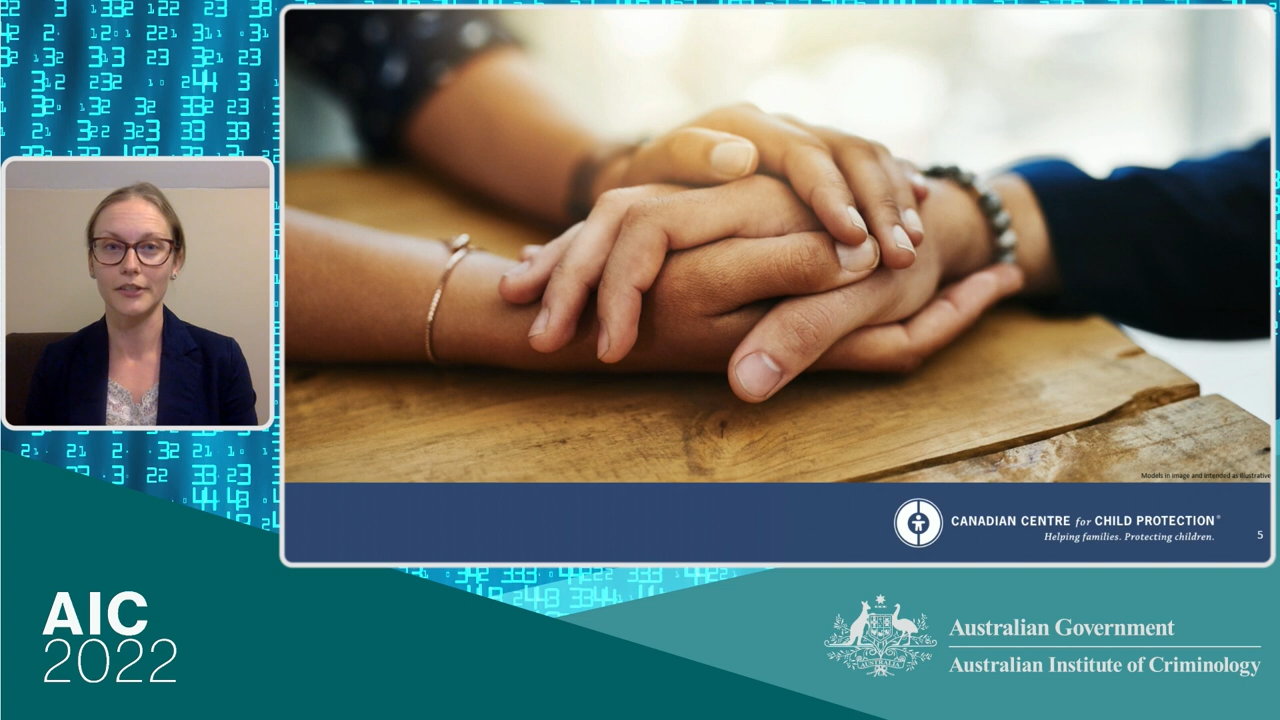 Models in image and intended as illustrative
CANADIAN CENTRE for CHILD PROTECTION®
Helping families. Protecting children.
5
AIC
2022
AUSTRALIA
Australian Government
Australian Institute of Criminology